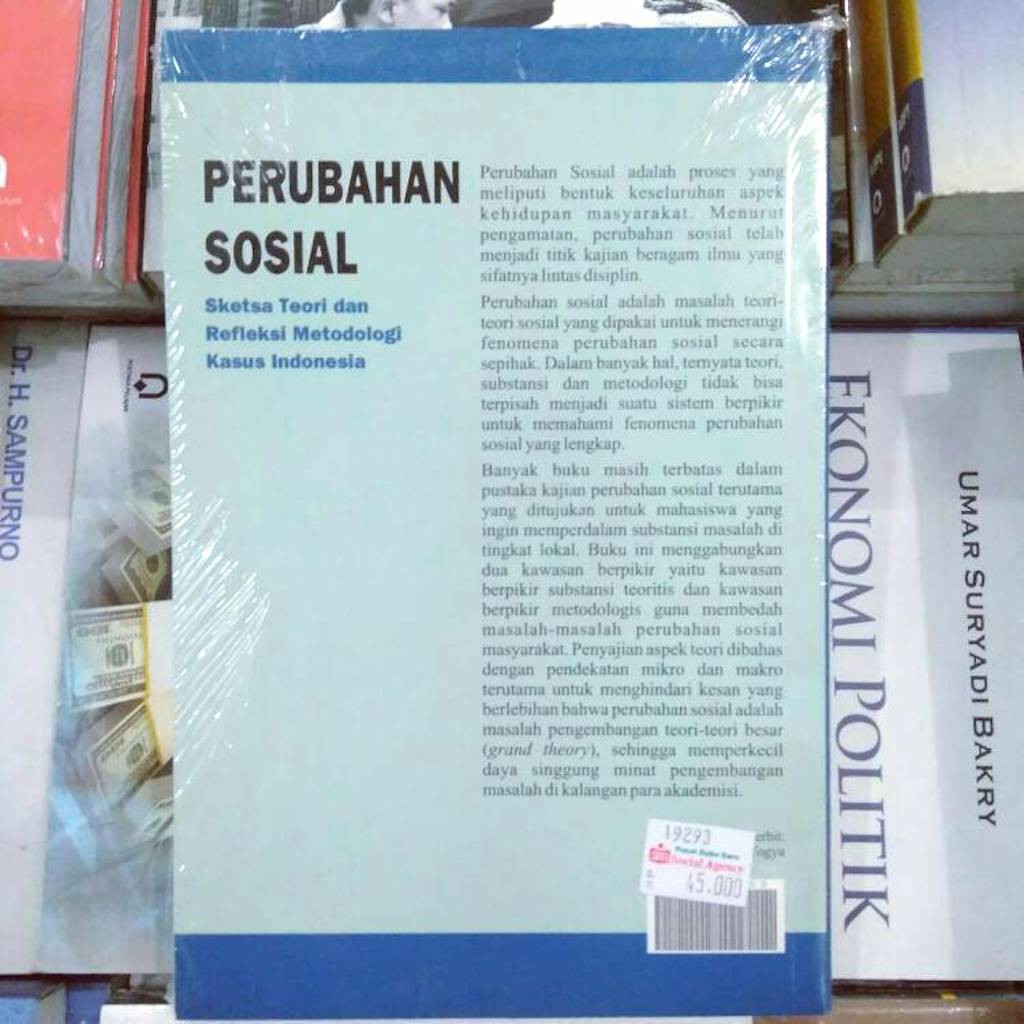 PERUBAHAN
SOSIAL
Sketsa Teori dan
Refleksi Metodologi
Kasus Indonesia
Perubahan Sosial adalah proses yang
meliputi bentuk keseluruhan aspek
kehidupan masyarakat. Menurut
pengamatan, perubahan sosial telah
menjadi titik kajian beragam ilmu yang
sifatnya lintas disiplin.
Perubahan sosial adalah masalah teori-
teori sosial yang dipakai untuk menerangi
fenomena perubahan sosial secara
sepihak. Dalam banyak hal, ternyata teori,
substansi dan metodologi tidak bisa
terpisah menjadi suatu sistem berpikir
untuk memahami fenomena perubahan
sosial yang lengkap.
Banyak buku masih terbatas dalam
pustaka kajian perubahan sosial terutama
yang ditujukan untuk mahasiswa yang
ingin memperdalam substansi masalah di
tingkat lokal. Buku ini menggabungkan
dua kawasan berpikir yaitu kawasan
berpikir substansi teoritis dan kawasan
berpikir metodologis guna membedah
masalah-masalah perubahan sosial
masyarakat. Penyajian aspek teori dibahas
dengan pendekatan mikro dan makro
terutama untuk menghindari kesan yang
berlebihan bahwa perubahan sosial adalah
masalah pengembangan teori-teori besar
(grand theory), sehingga memperkecil
daya singgung minat pengembangan
masalah di kalangan para akademisi.
erbit:
Yogya
19293
Pusat Buku Baru
Social Agency
45.000
Dr. H. SAMPURNO
EKONOMI POLITIK
UMAR SURYADI BAKRY